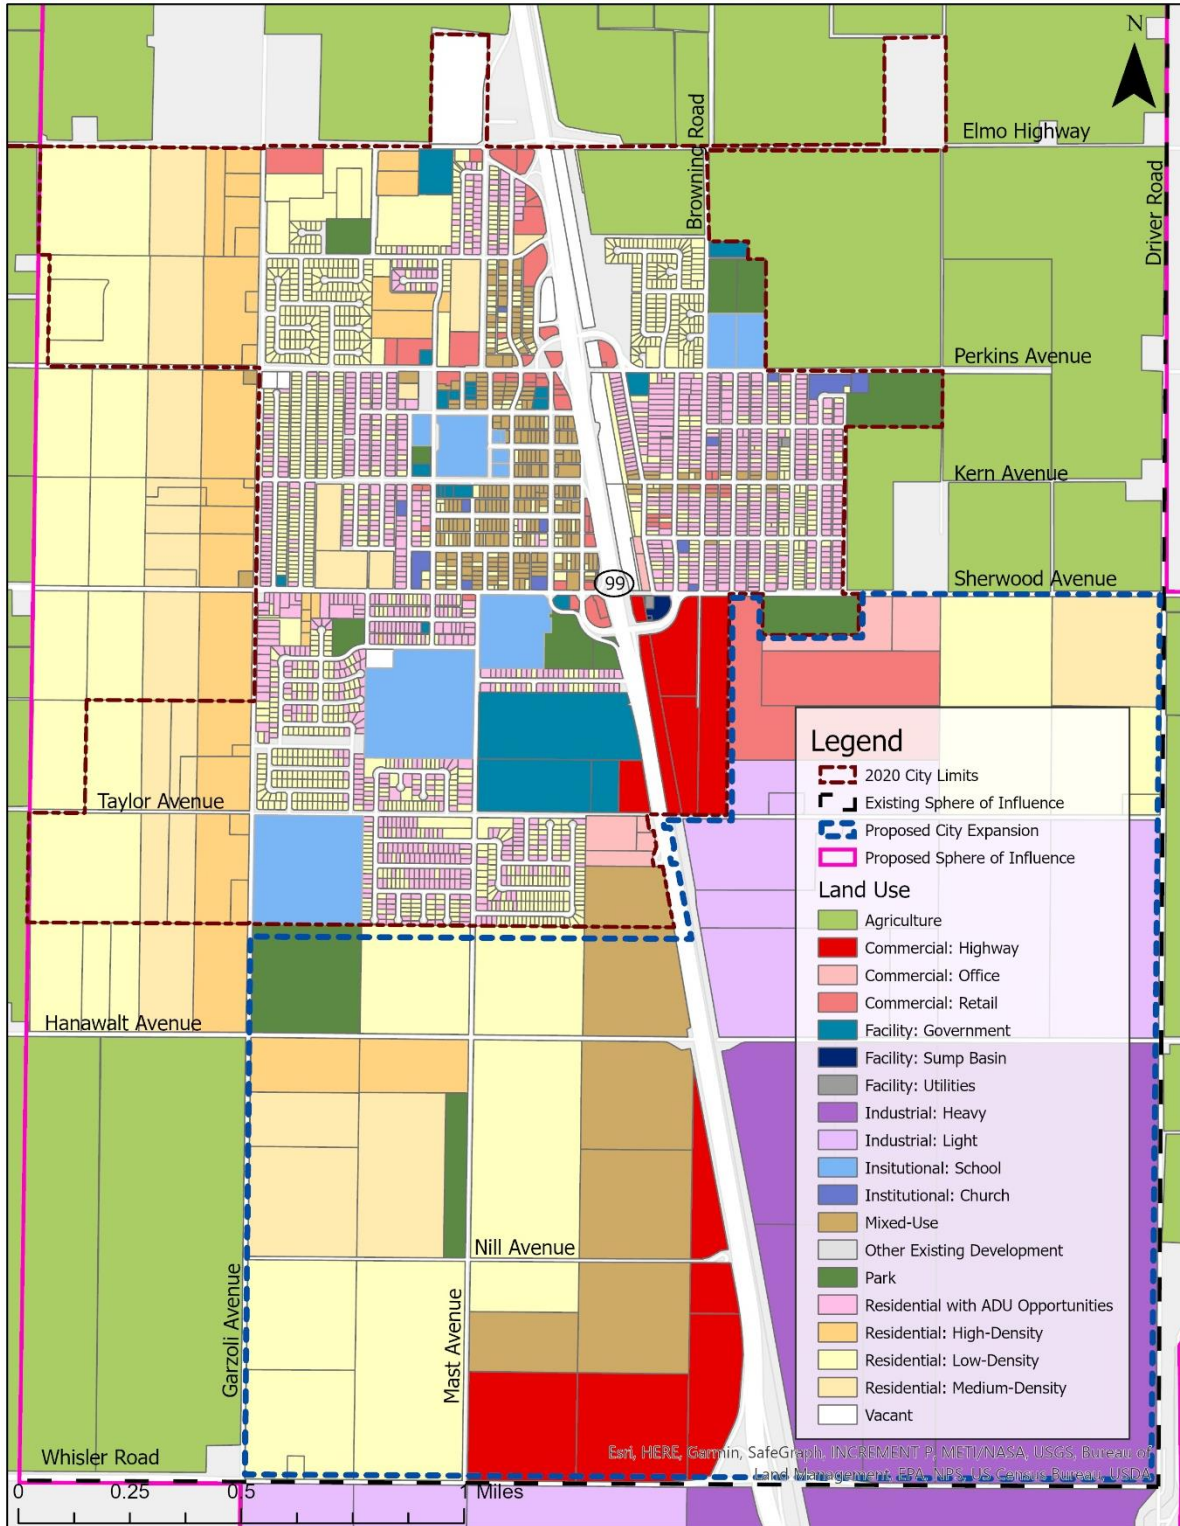 N
Elmo Highway
Browning Road
Driver Road
Perkins Avenue
Kern Avenue
Sherwood Avenue
99
Taylor Avenue
Hanawalt Avenue
Nill Avenue
Garzoli Avenue
Mast Avenue
Whisler Road
Legend
2020 City Limits
Existing Sphere of Influence
Proposed City Expansion
Proposed Sphere of Influence
Land Use
Agriculture
Commercial: Highway
Commercial: Office
Commercial: Retail
Facility: Government
Facility: Sump Basin
Facility: Utilities
Industrial: Heavy
Industrial: Light
Insitutional: School
Institutional: Church
Mixed-Use
Other Existing Development
Park
Residential with ADU Opportunities
Residential: High-Density
Residential: Low-Density
Residential: Medium-Density
Vacant
Esri, HERE, Garmin, SafeGraph, INCREMENT P, METI/NASA, USGS, Bureau of
Land Management, EPA, NPS, US Census Bureau, USDA
0 0.25 0.5 1 Miles